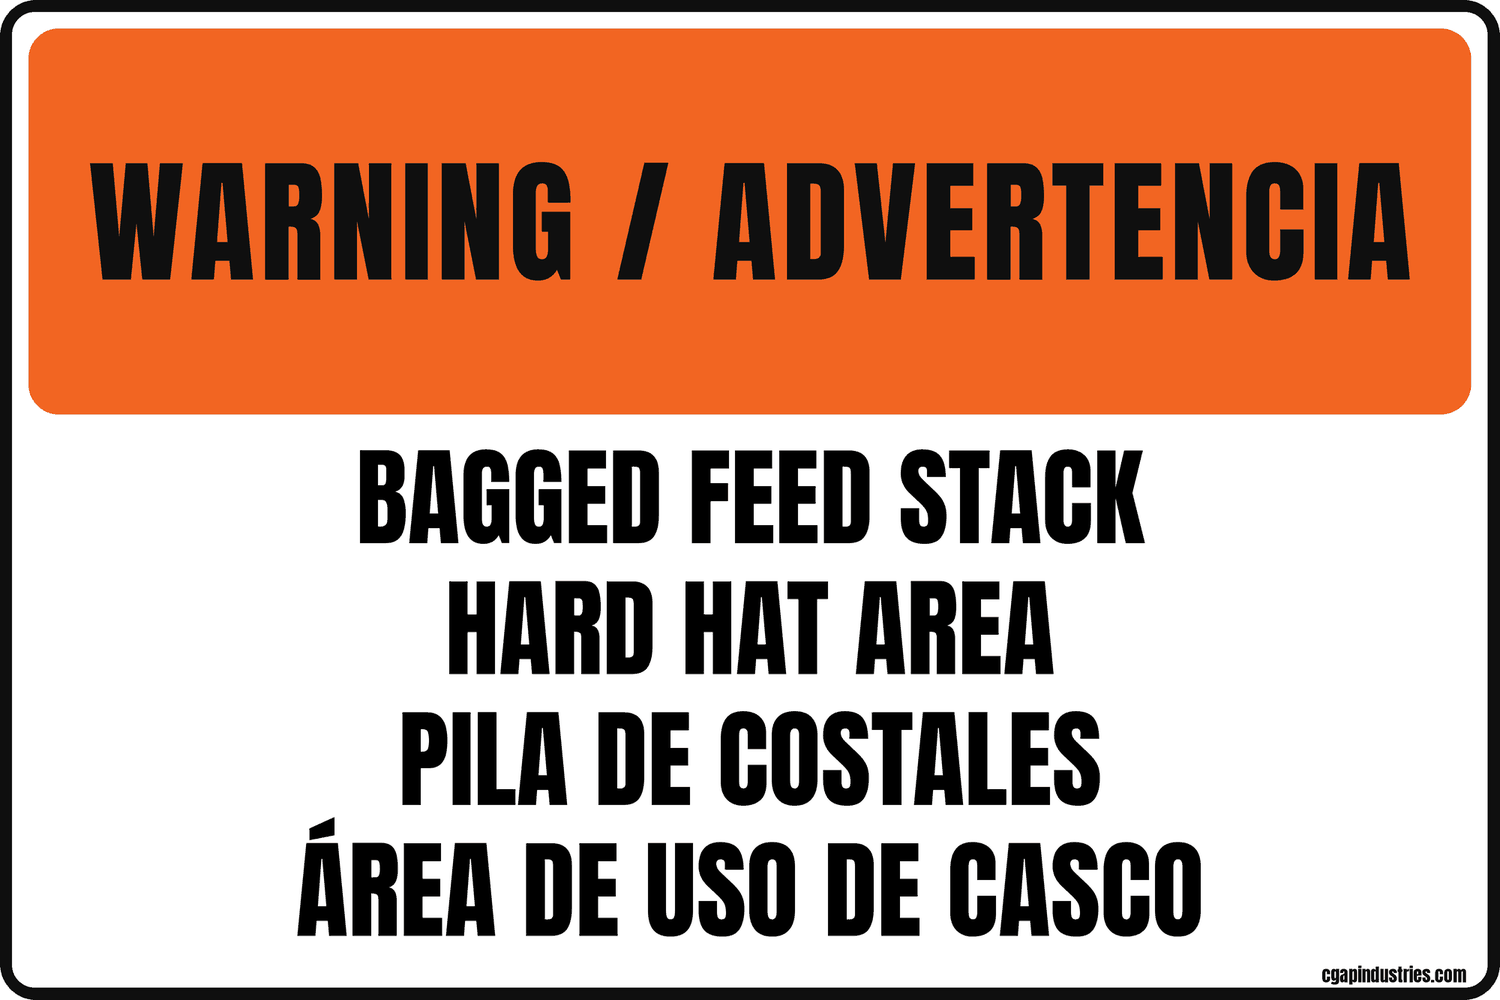 WARNING / ADVERTENCIA
BAGGED FEED STACK
HARD HAT AREA
PILA DE COSTALES
ÁREA DE USO DE CASCO
cgapindustries.com